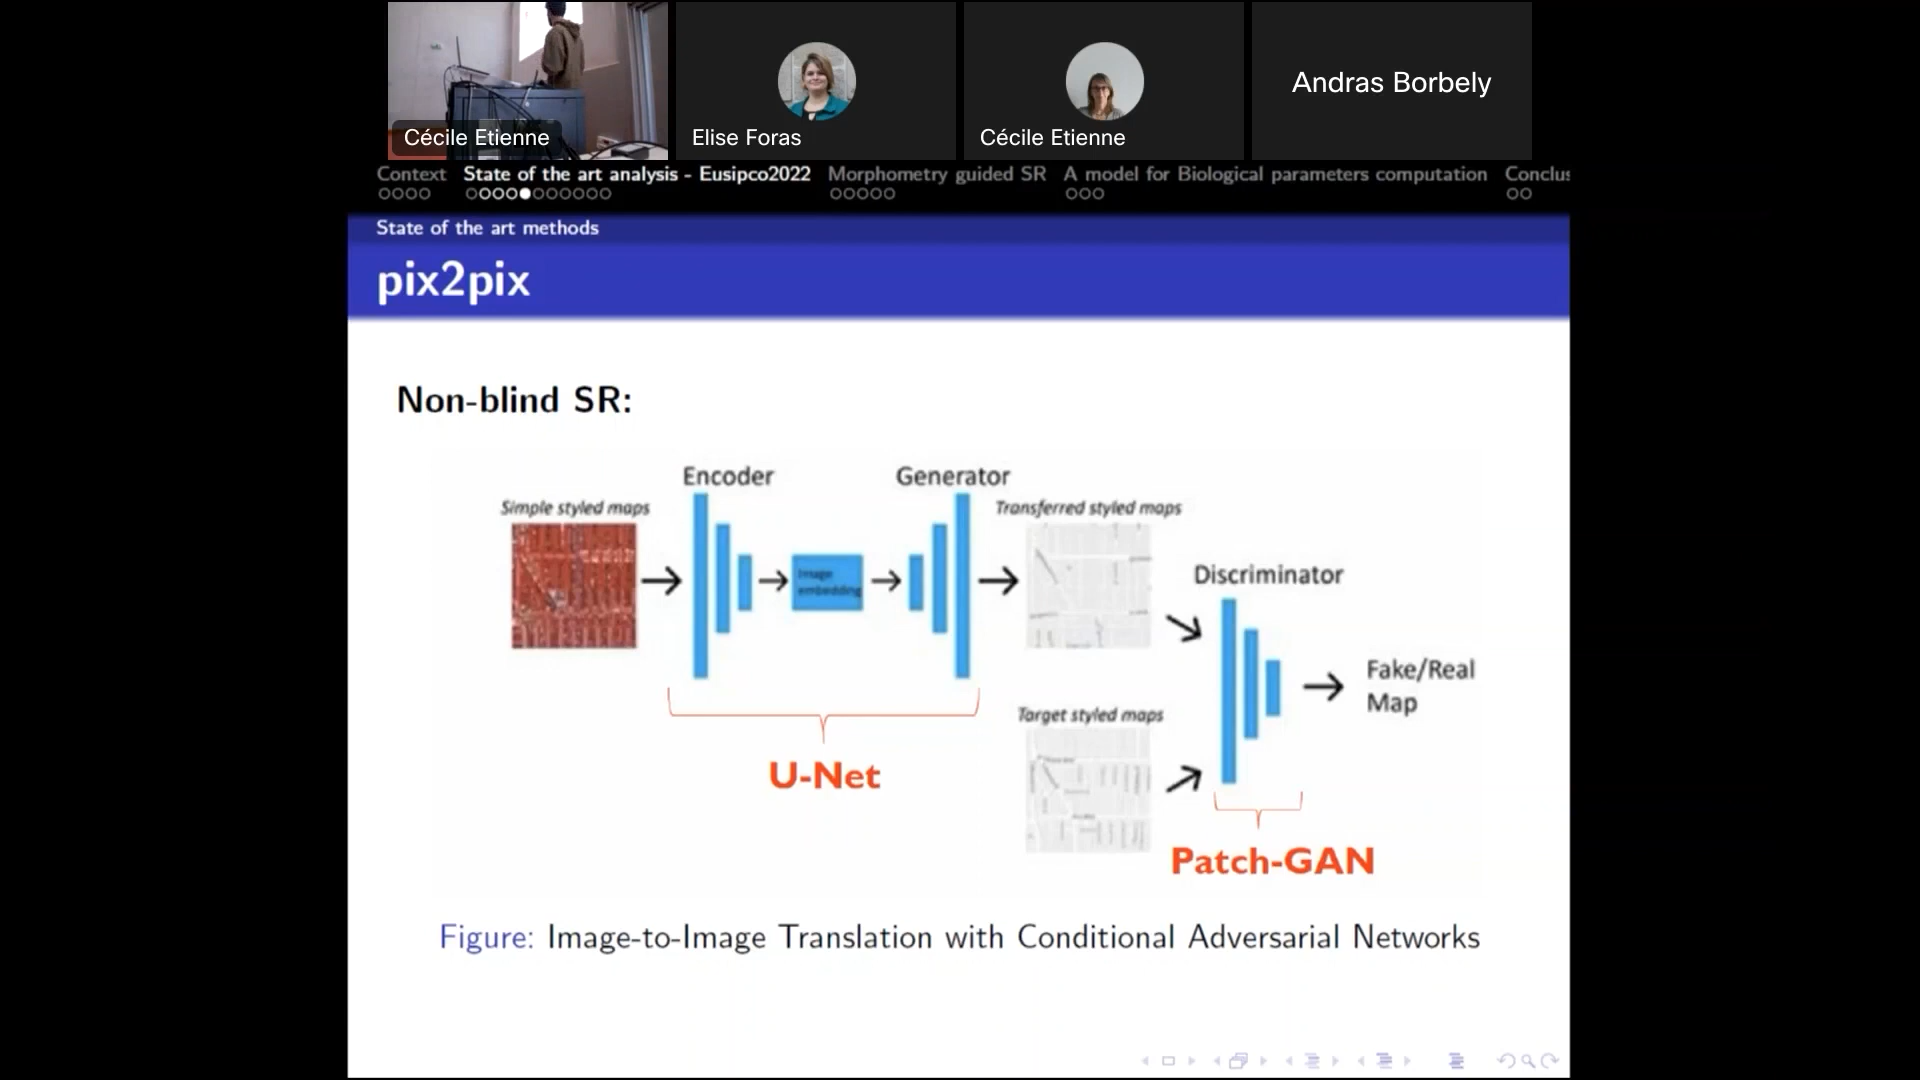 Cécile Etienne
Elise Foras
Cécile Etienne
Andras Borbely
Context State of the art analysis - Eusipco2022 Morphometry guided SR A model for Biological parameters computation Conclus
State of the art methods
pix2pix
Non-blind SR:
Encoder
Generator
Simple styled maps
Transferred styled maps
Image
embedding
Discriminator
Fake/Real
Map
Target styled maps
U-Net
Patch-GAN
Figure: Image-to-Image Translation with Conditional Adversarial Networks